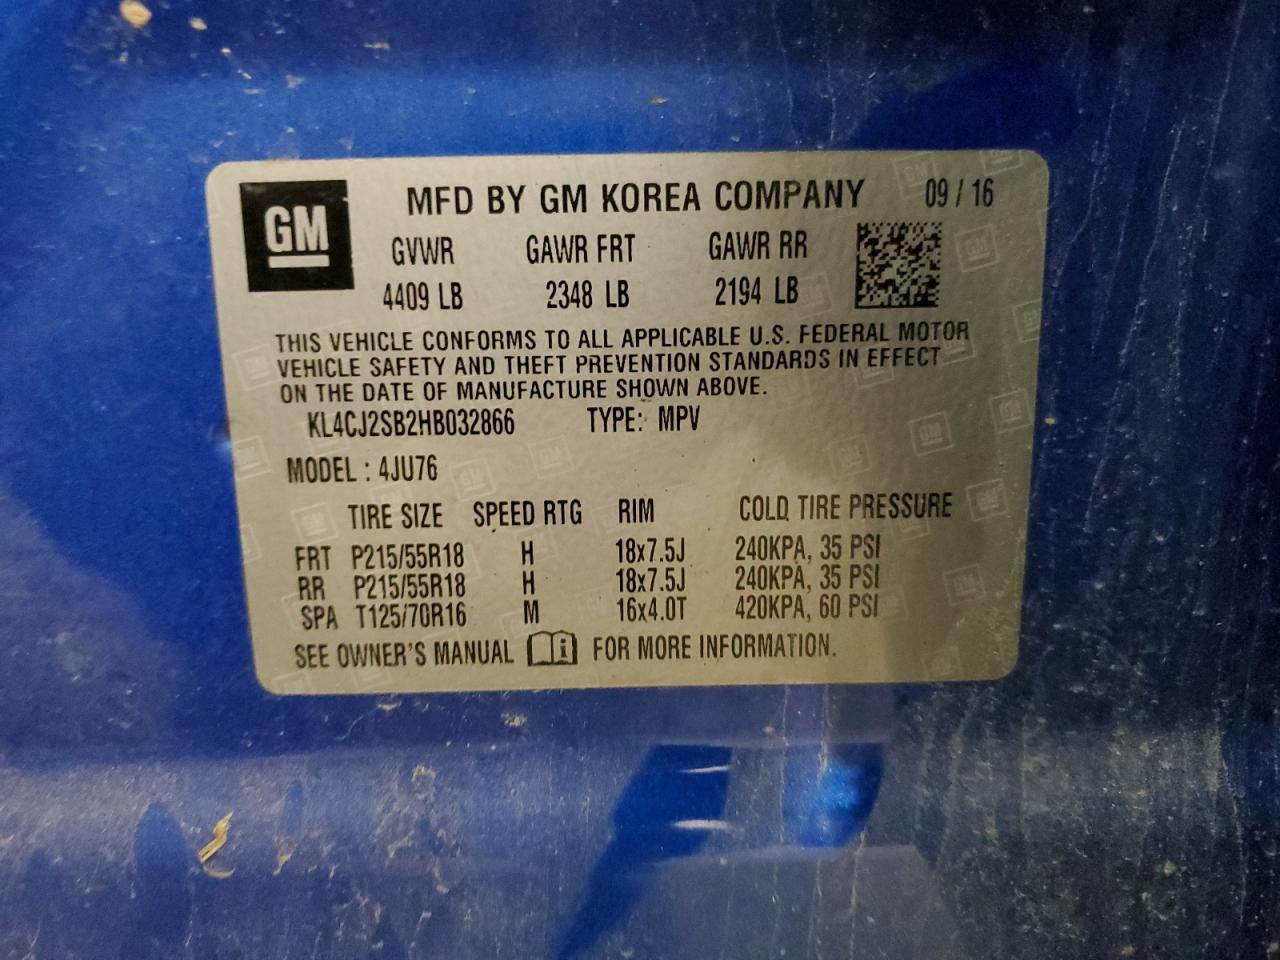 GM MFD BY GM KOREA COMPANY 09 / 16
GVWR GAWR FRT GAWR RR
4409 LB 2348 LB 2194 LB
THIS VEHICLE CONFORMS TO ALL APPLICABLE U.S. FEDERAL MOTOR
VEHICLE SAFETY AND THEFT PREVENTION STANDARDS IN EFFECT
ON THE DATE OF MANUFACTURE SHOWN ABOVE.
KL4CJ2SB2HB032866 TYPE: MPV
MODEL : 4JU76
TIRE SIZE SPEED RTG RIM COLD TIRE PRESSURE
FRT P215/55R18 H 18x7.5J 240KPA, 35 PSI
RR P215/55R18 H 18x7.5J 240KPA, 35 PSI
SPA T125/70R16 M 16x4.0T 420KPA, 60 PSI
SEE OWNER'S MANUAL i FOR MORE INFORMATION.